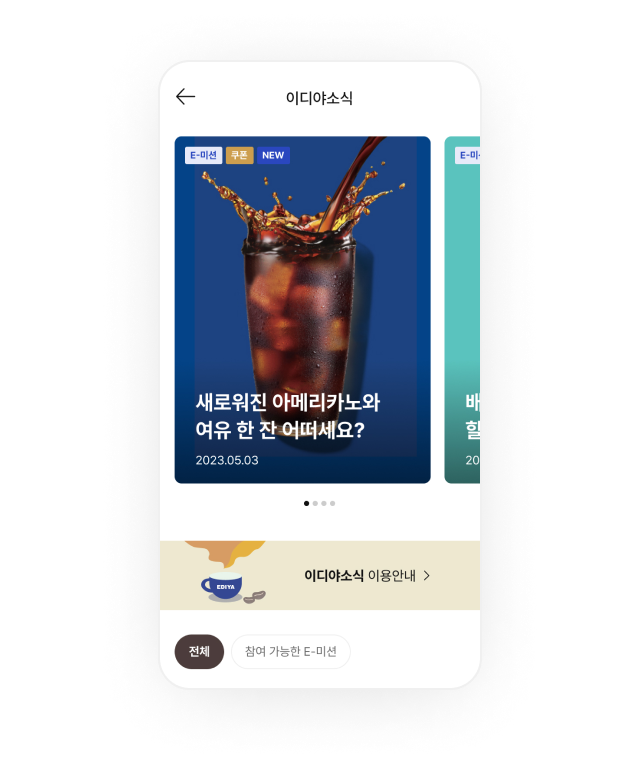 이디야소식
E-미션 쿠폰 NEW
E-미
새로워진 아메리카노와
여유 한 잔 어떠세요?
2023.05.03
배
할
20
EDIYA
이디야소식 이용안내
전체
참여 가능한 E-미션